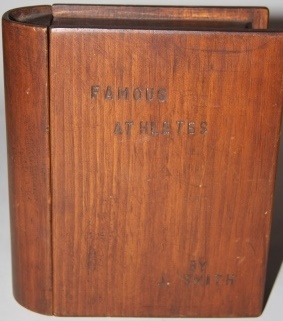 FAMOUS
ATHLETES
BY
J. SMITH